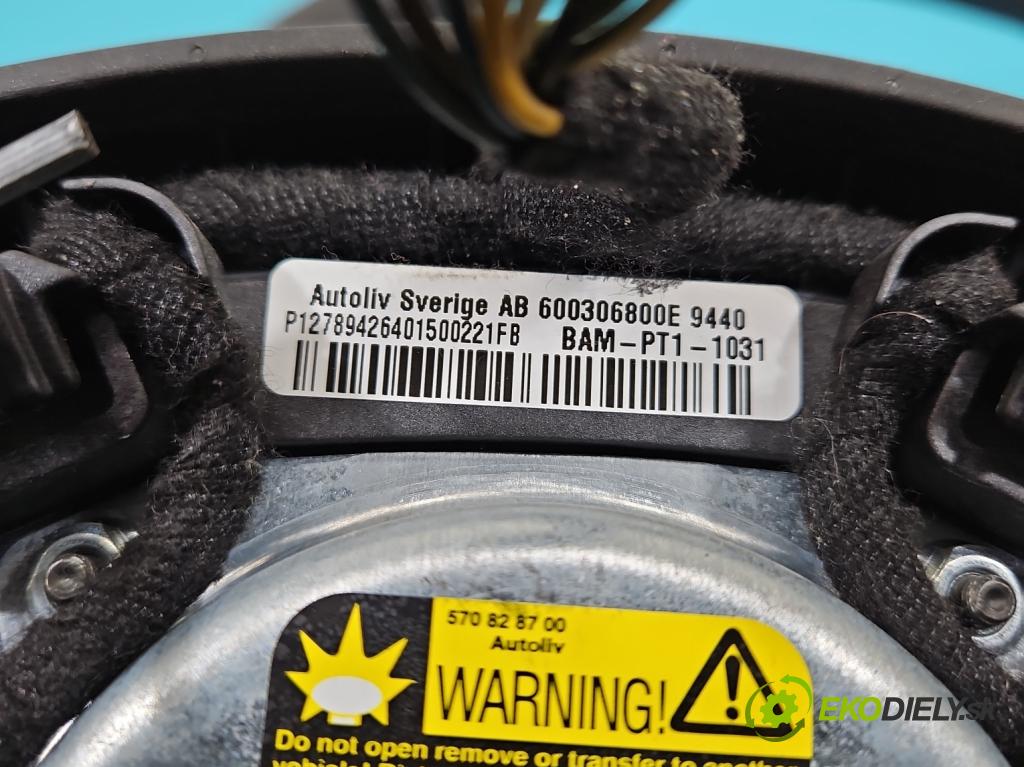 Autoliv Sverige AB 600306800E 9440
P12789426401500221FB BAM-PT1-1031
570 82 87 00
Autoliv
WARNING!
EKODIELY.SK
Do not open remove or transfer to another
vehicle!